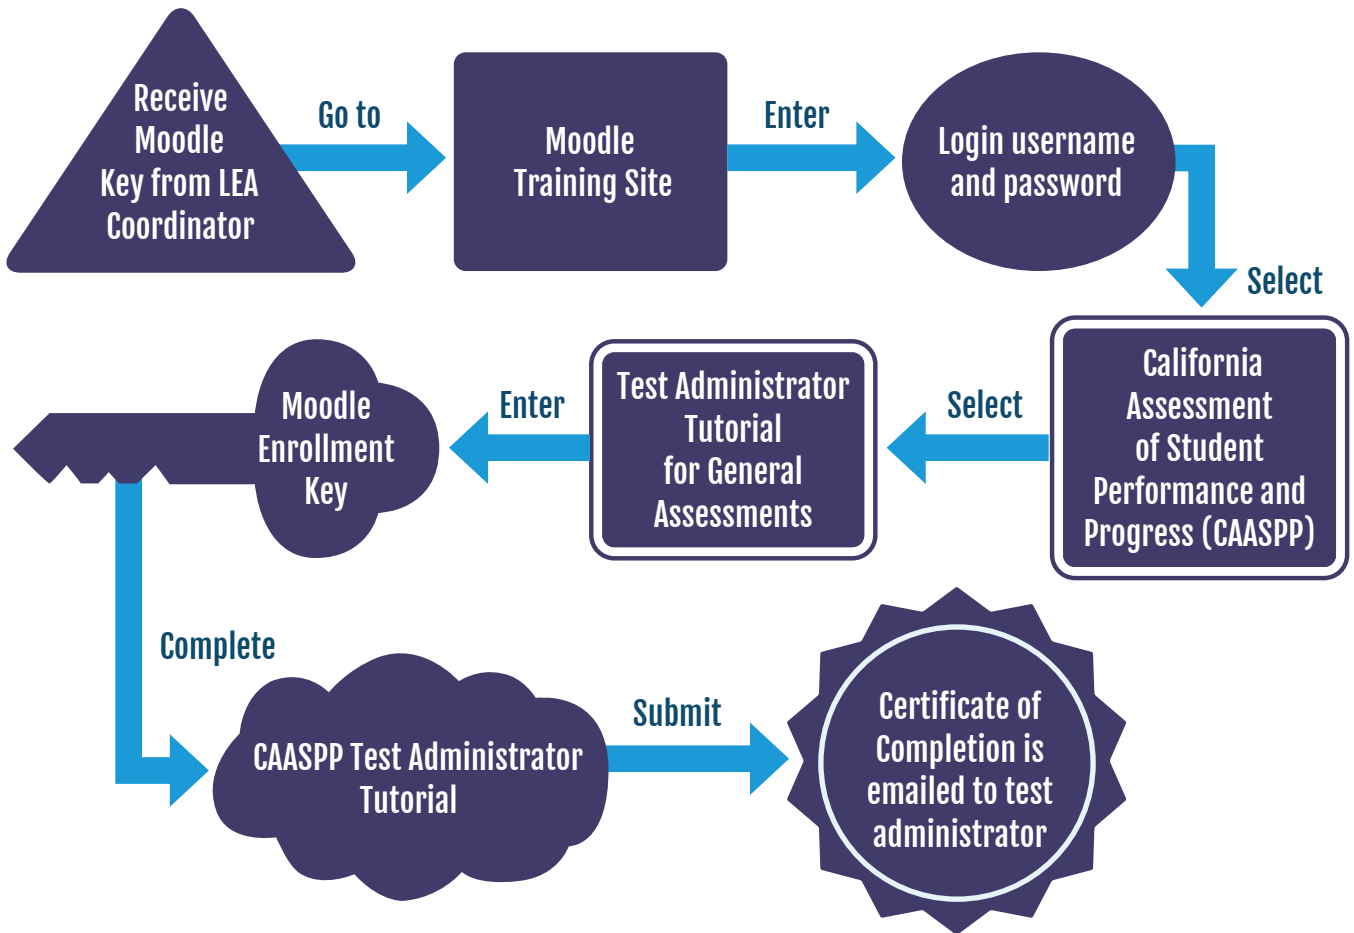 Receive
Moodle
Key from LEA
Coordinator
Go to
Moodle
Training Site
Enter
Login username
and password
Select
California
Assessment
of Student
Performance and
Progress (CAASPP)
Select
Test Administrator
Tutorial
for General
Assessments
Enter
Moodle
Enrollment
Key
Complete
CAASPP Test Administrator
Tutorial
Submit
Certificate of
Completion is
emailed to test
administrator